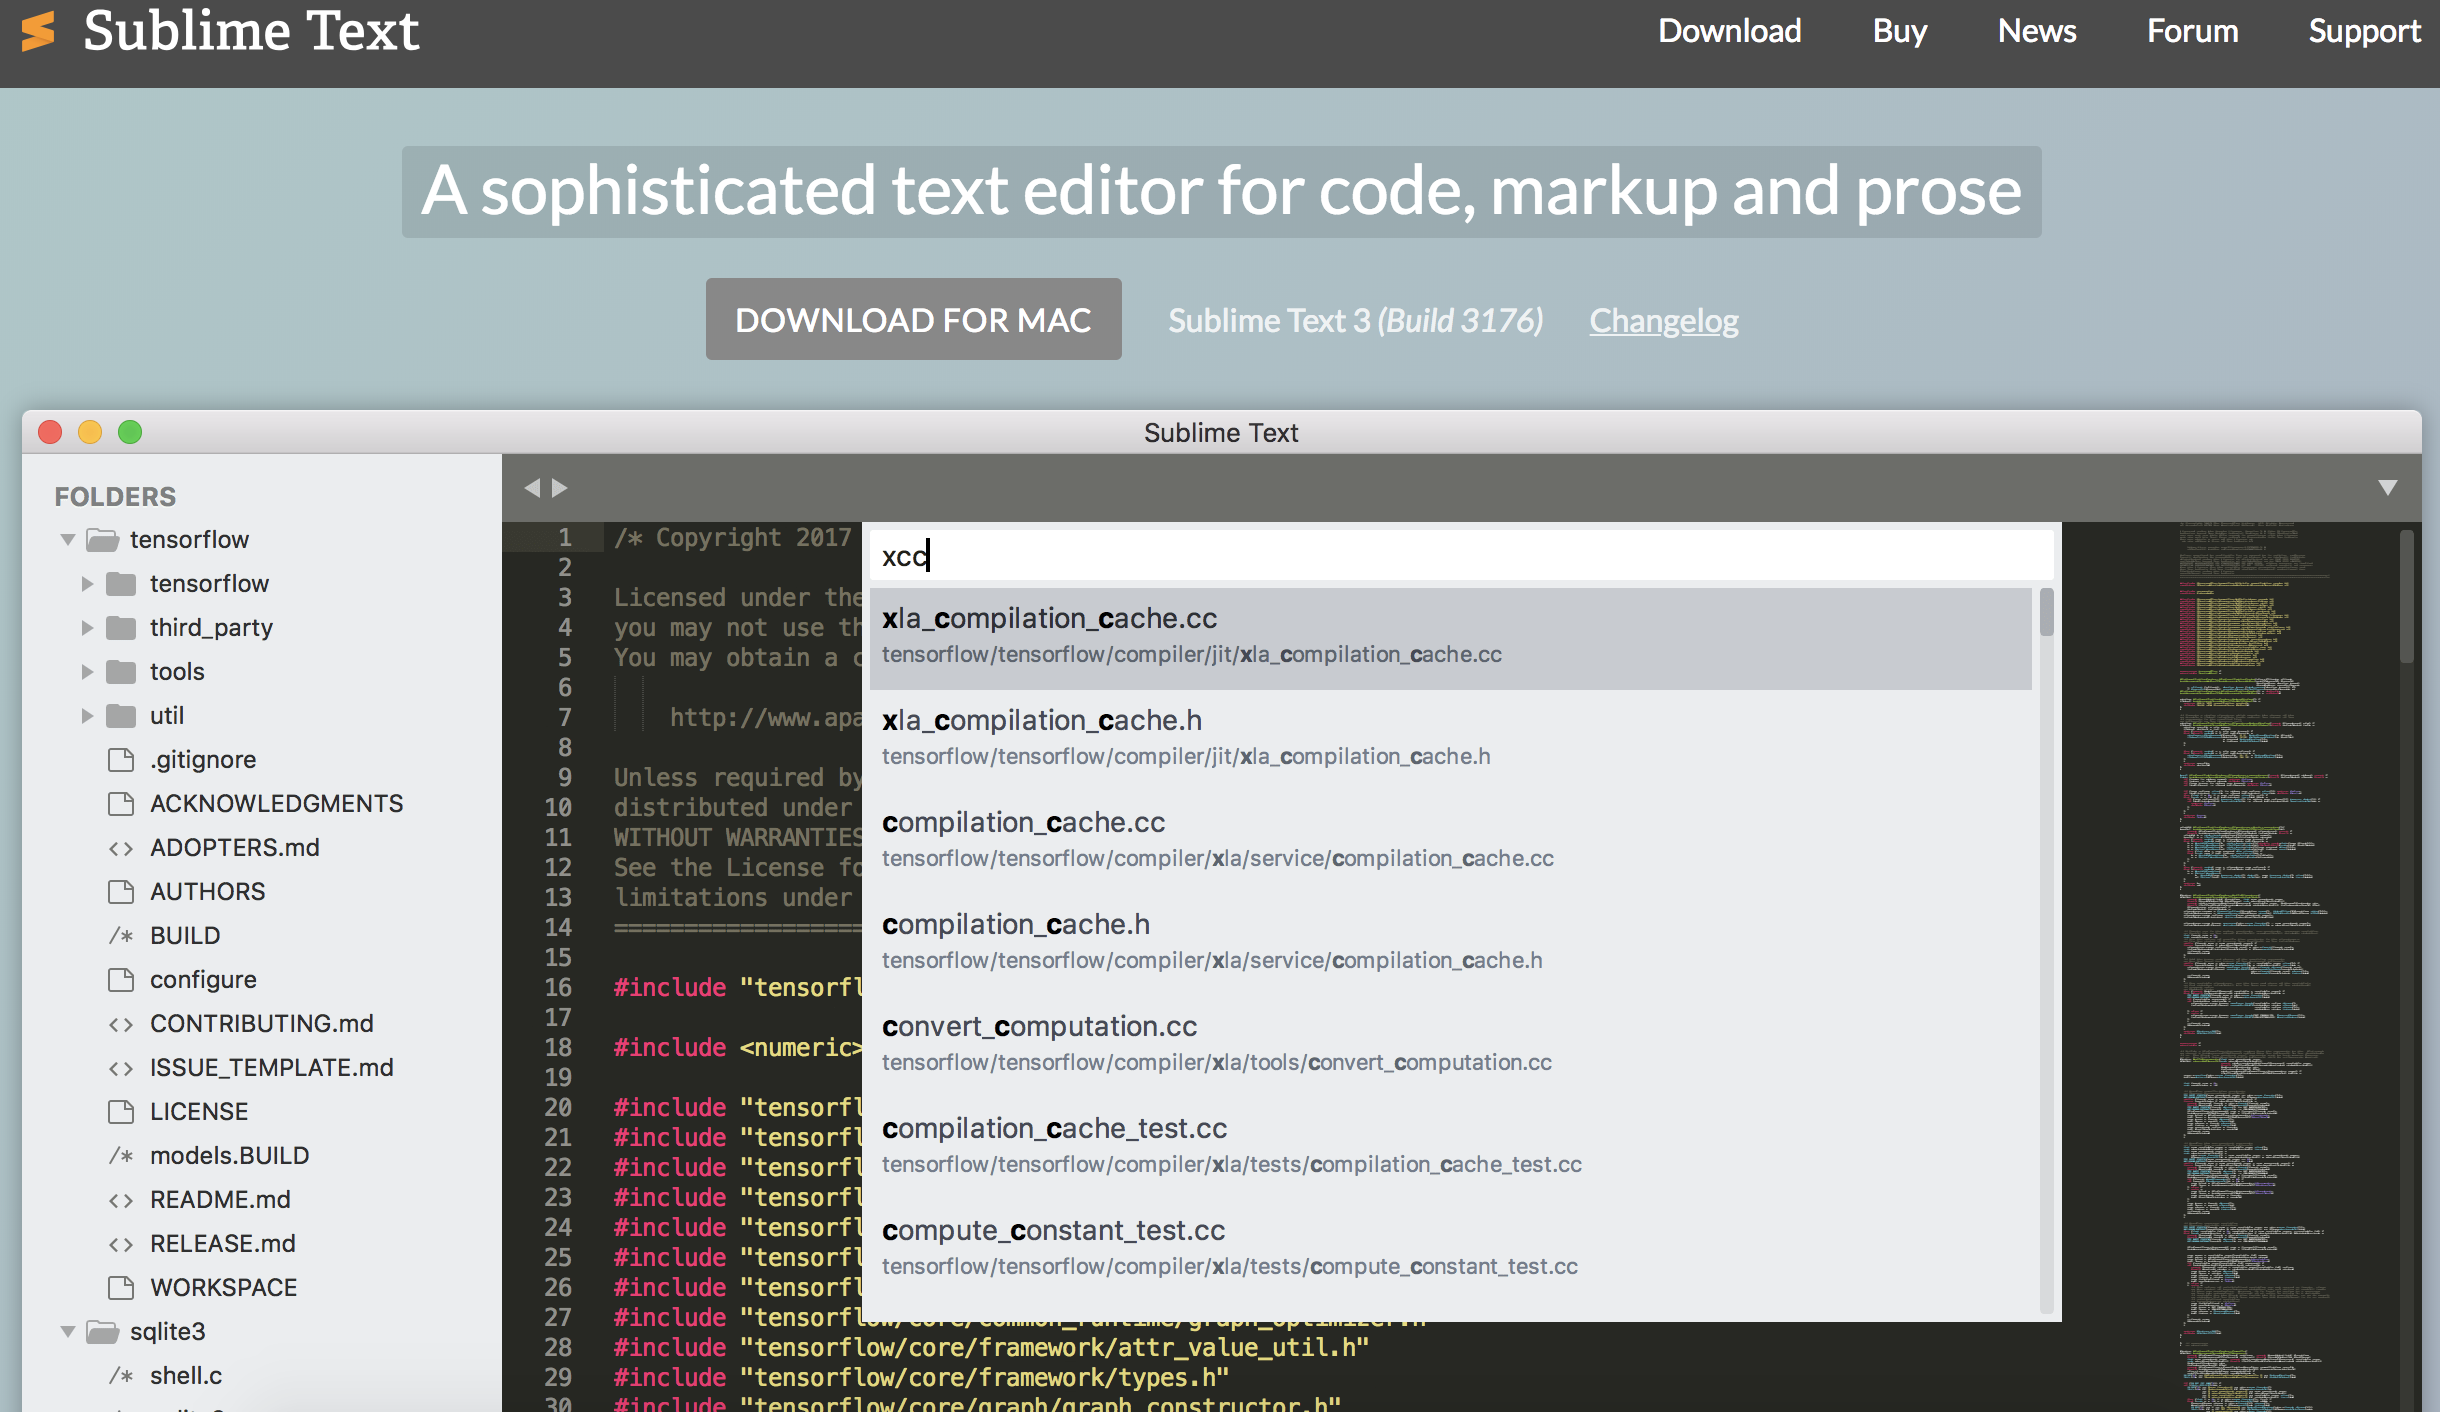 Sublime Text
Download Buy News Forum Support
A sophisticated text editor for code, markup and prose
DOWNLOAD FOR MAC Sublime Text 3 (Build 3176) Changelog
Sublime Text
FOLDERS
tensorflow
tensorflow
third_party
tools
util
.gitignore
ACKNOWLEDGMENTS
<> ADOPTERS.md
AUTHORS
/* BUILD
configure
<> CONTRIBUTING.md
<> ISSUE_TEMPLATE.md
LICENSE
/* models.BUILD
<> README.md
<> RELEASE.md
WORKSPACE
sqlite3
/* shell.c
1 /* Copyright 2017
2
3 Licensed under the
4 you may not use th
5 You may obtain a c
6
7 http://www.apa
8
9 Unless required by
10 distributed under
11 WITHOUT WARRANTIES
12 See the License fo
13 limitations under
14 ==================
15
16 #include "tensorfl
17
18 #include <numeric>
19
20 #include "tensorfl
21 #include "tensorfl
22 #include "tensorfl
23 #include "tensorfl
24 #include "tensorfl
25 #include "tensorfl
26 #include "tensorfl
27 #include "tensorflow/core/common_runtime/graph_optimizer.h"
28 #include "tensorflow/core/framework/attr_value_util.h"
29 #include "tensorflow/core/framework/types.h"
30 #include "tensorflow/core/graph/graph_constructor.h"
xcc
xla_compilation_cache.cc
tensorflow/tensorflow/compiler/jit/xla_compilation_cache.cc
xla_compilation_cache.h
tensorflow/tensorflow/compiler/jit/xla_compilation_cache.h
compilation_cache.cc
tensorflow/tensorflow/compiler/xla/service/compilation_cache.cc
compilation_cache.h
tensorflow/tensorflow/compiler/xla/service/compilation_cache.h
convert_computation.cc
tensorflow/tensorflow/compiler/xla/tools/convert_computation.cc
compilation_cache_test.cc
tensorflow/tensorflow/compiler/xla/tests/compilation_cache_test.cc
compute_constant_test.cc
tensorflow/tensorflow/compiler/xla/tests/compute_constant_test.cc